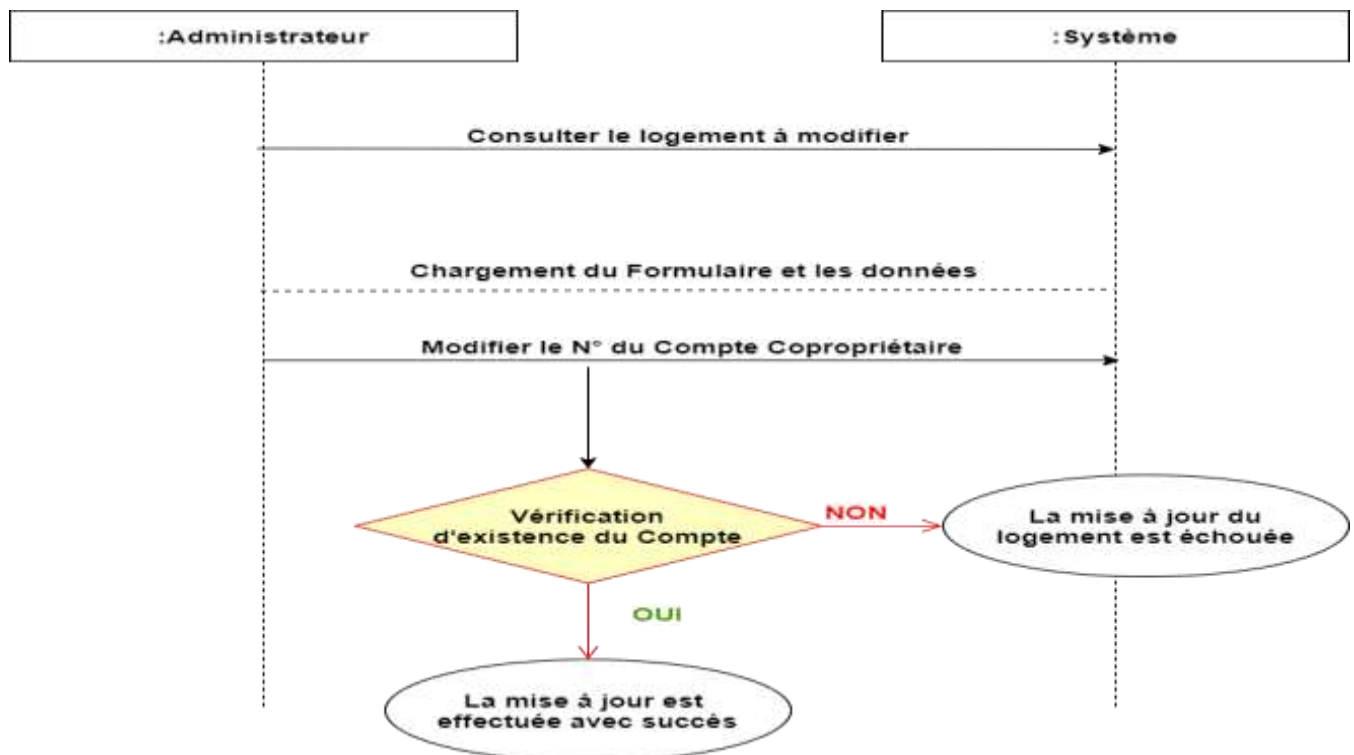 :Administrateur
:Système
Consulter le logement à modifier
Chargement du Formulaire et les données
Modifier le N° du Compte Copropriétaire
Vérification
d'existence du Compte
NON
La mise à jour du
logement est échouée
OUI
La mise à jour est
effectuée avec succès